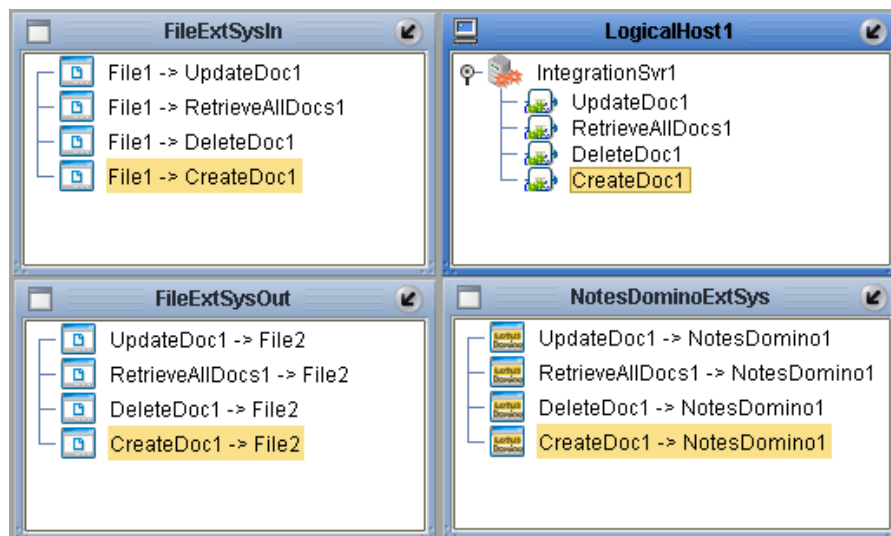 FileExtSysIn
File1 -> UpdateDoc1
File1 -> RetrieveAllDocs1
File1 -> DeleteDoc1
File1 -> CreateDoc1
LogicalHost1
IntegrationSvr1
UpdateDoc1
RetrieveAllDocs1
DeleteDoc1
CreateDoc1
FileExtSysOut
UpdateDoc1 -> File2
RetrieveAllDocs1 -> File2
DeleteDoc1 -> File2
CreateDoc1 -> File2
NotesDominoExtSys
UpdateDoc1 -> NotesDomino1
RetrieveAllDocs1 -> NotesDomino1
DeleteDoc1 -> NotesDomino1
CreateDoc1 -> NotesDomino1